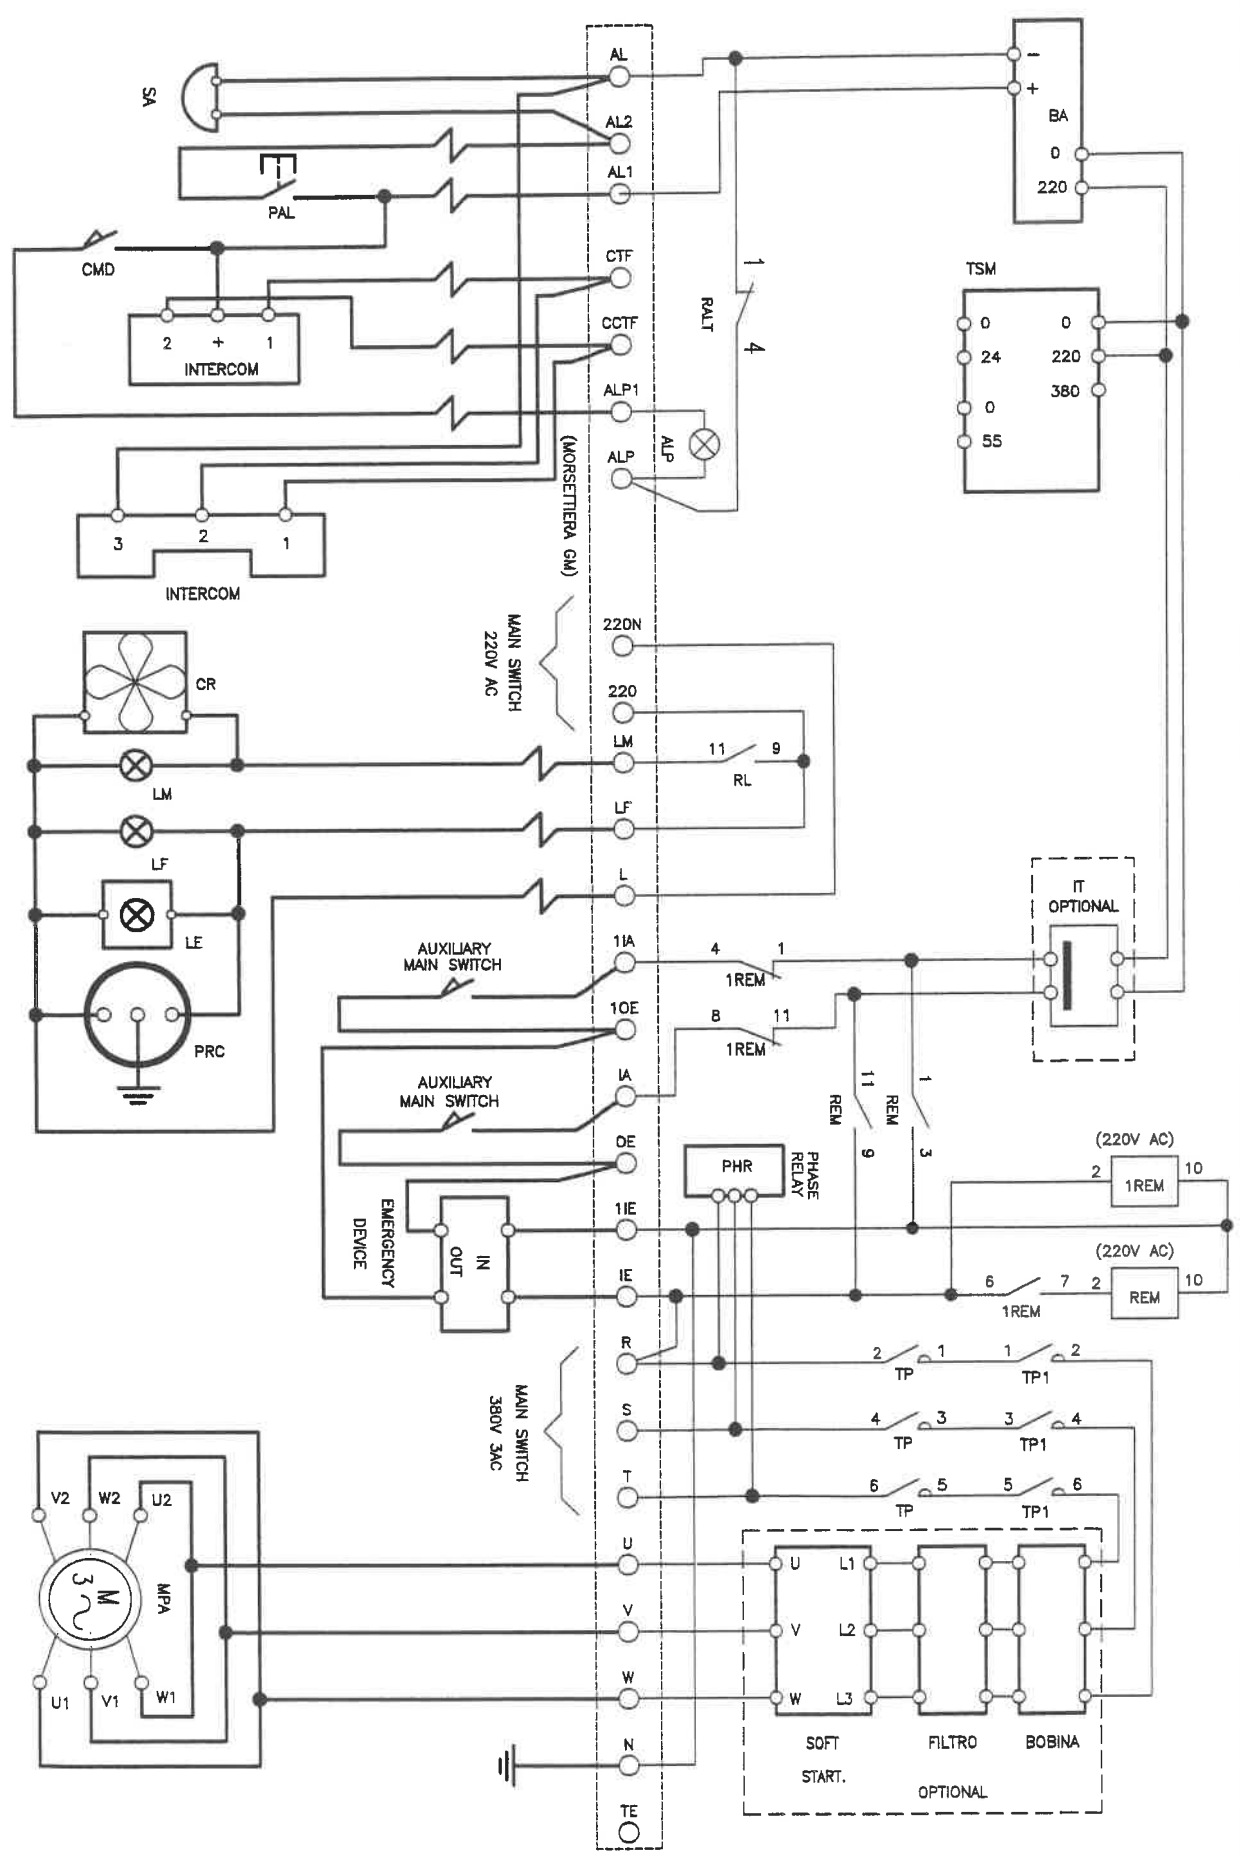 AL
SA
AL2
AL1
PAL
CMD
CTF
CCTF
2 + 1
INTERCOM
ALP1
ALP
ALP
(MORSETTIERA GM)
3 2 1
INTERCOM
1
RALT
4
-
+
BA
0
220
TSM
0 0
24 220
380
0
55
MAIN SWITCH
220V AC
220N
220
CR
LM
11 9
RL
LM
LF
LF
L
LE
PRC
IT
OPTIONAL
AUXILIARY
MAIN SWITCH
1IA
4 1
1REM
1OE
8 11
1REM
AUXILIARY
MAIN SWITCH
IA
OE
11
REM
9
1
REM
3
PHR
PHASE
RELAY
(220V AC)
2 1REM 10
1IE
EMERGENCY
DEVICE
OUT
IN
IE
(220V AC)
6 7 2 REM 10
1REM
MAIN SWITCH
380V 3AC
R
2 1 1 2
TP TP1
S
4 3 3 4
TP TP1
T
6 5 5 6
TP TP1
V2 W2 U2
M
3
MPA
U1 V1 W1
U
V
W
N
TE
U L1
V L2
W L3
SOFT
START.
FILTRO
BOBINA
OPTIONAL